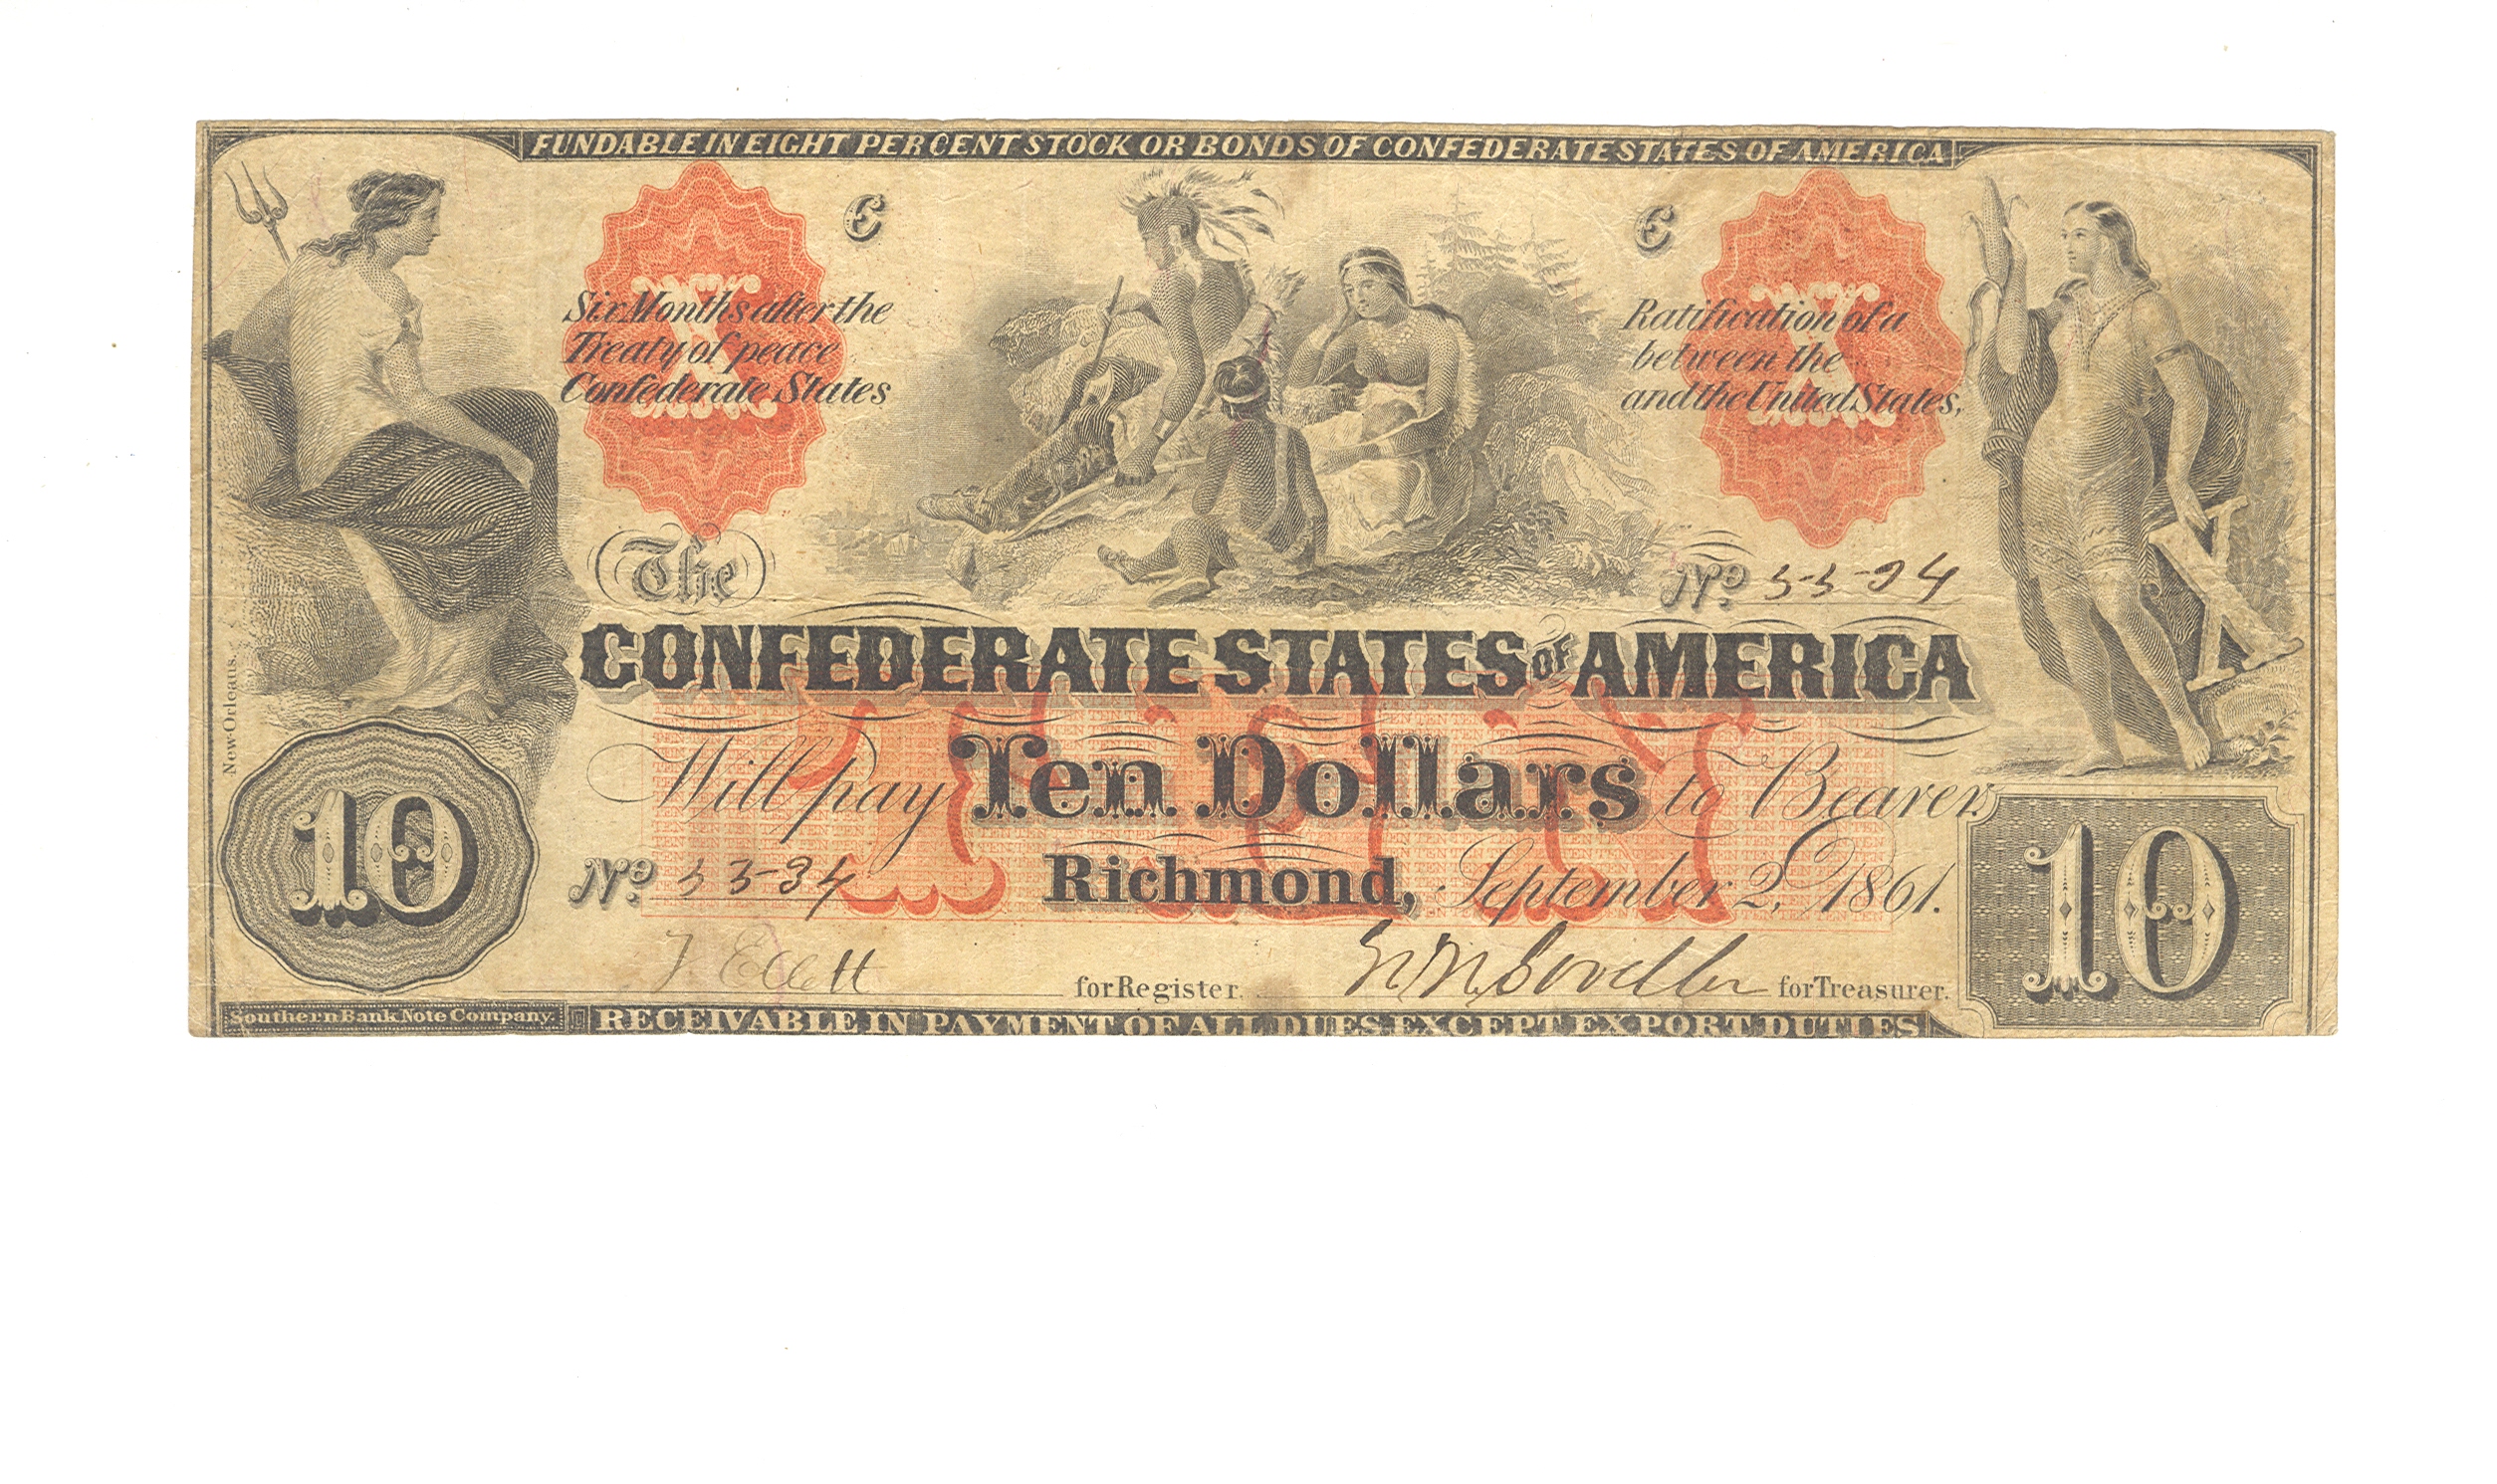 FUNDABLE IN EIGHT PER CENT STOCK OR BONDS OF CONFEDERATE STATES OF AMERICA
C C
X X
Six Months after the Ratification of a
Treaty of peace between the
Confederate States and the United States,
The
Nº
CONFEDERATE STATES OF AMERICA
TEN
Will pay Ten Dollars to Bearer.
10 10
Nº Richmond, September 2, 1861.
J Ellett for Register. for Treasurer.
New-Orleans.
Southern Bank Note Company.
RECEIVABLE IN PAYMENT OF ALL DUES EXCEPT EXPORT DUTIES